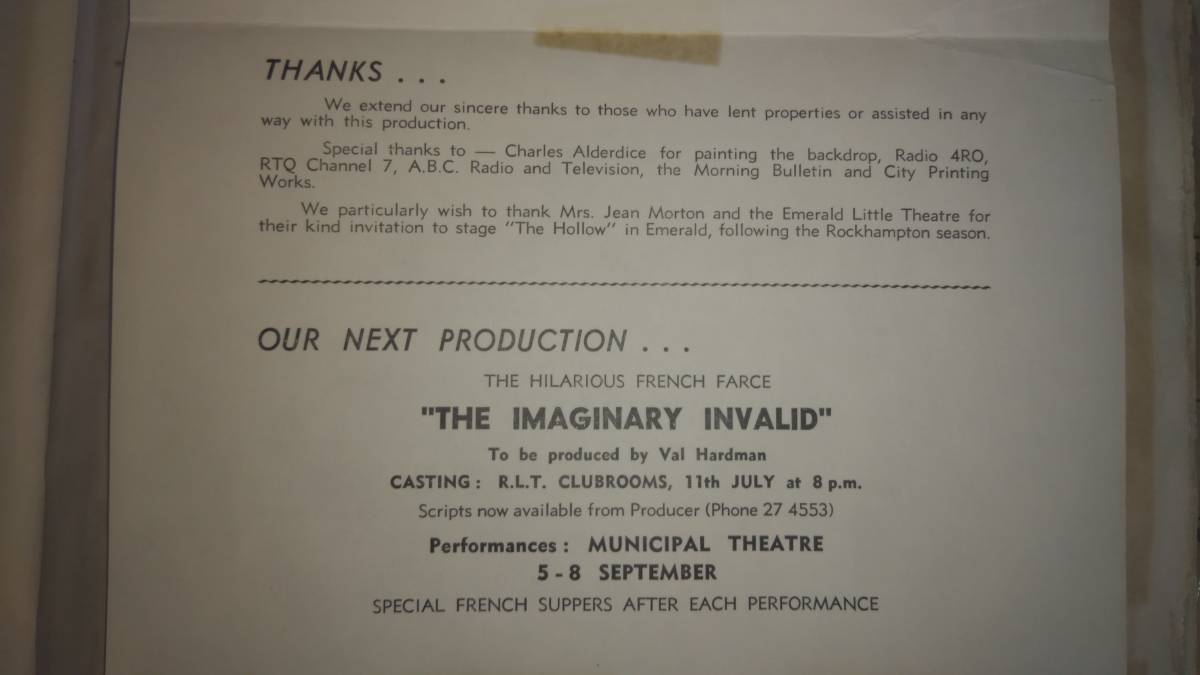 THANKS . . .
We extend our sincere thanks to those who have lent properties or assisted in any
way with this production.
Special thanks to — Charles Alderdice for painting the backdrop, Radio 4RO,
RTQ Channel 7, A.B.C. Radio and Television, the Morning Bulletin and City Printing
Works.
We particularly wish to thank Mrs. Jean Morton and the Emerald Little Theatre for
their kind invitation to stage "The Hollow" in Emerald, following the Rockhampton season.
OUR NEXT PRODUCTION . . .
THE HILARIOUS FRENCH FARCE
"THE IMAGINARY INVALID"
To be produced by Val Hardman
CASTING : R.L.T. CLUBROOMS, 11th JULY at 8 p.m.
Scripts now available from Producer (Phone 27 4553)
Performances : MUNICIPAL THEATRE
5 - 8 SEPTEMBER
SPECIAL FRENCH SUPPERS AFTER EACH PERFORMANCE